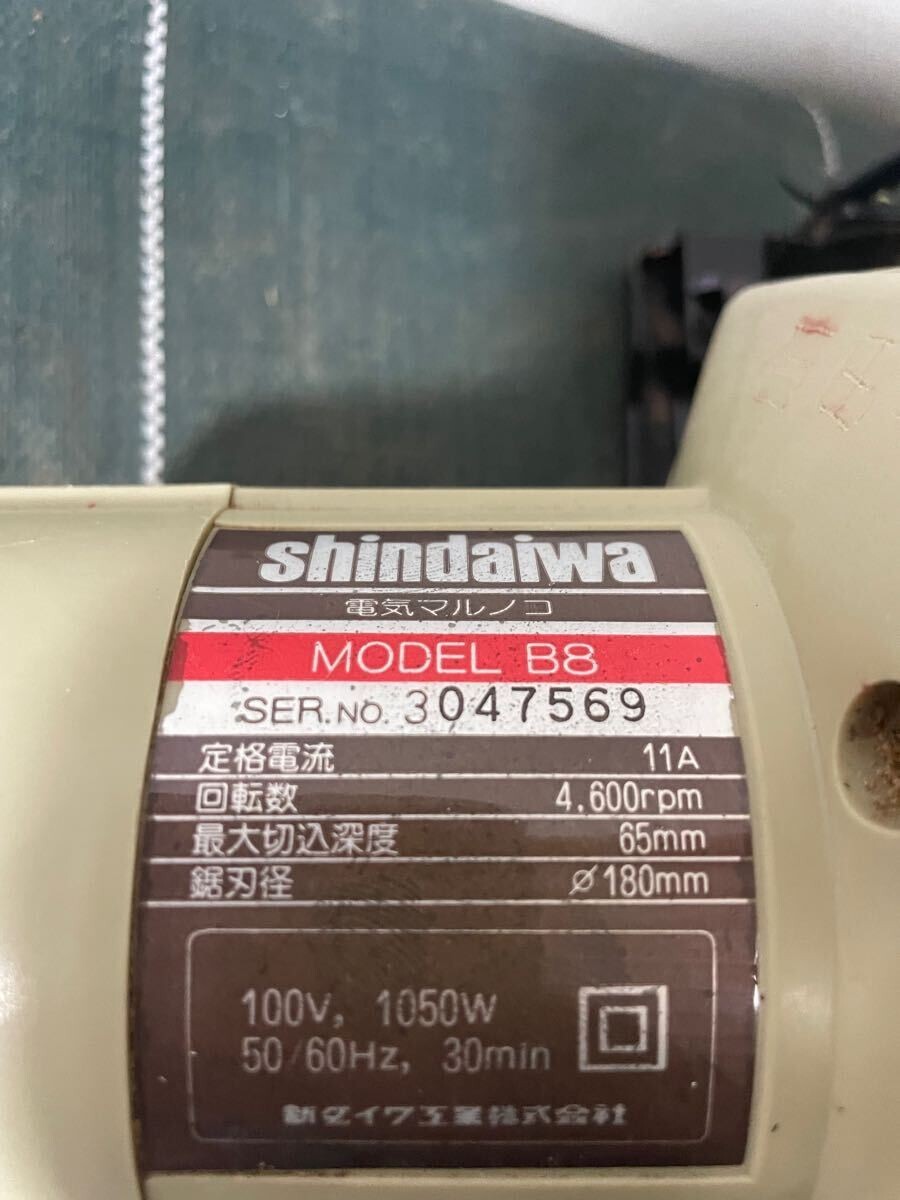 shindaiwa
電気マルノコ
MODEL B8
SER.NO. 3047569
定格電流 11A
回転数 4,600rpm
最大切込深度 65mm
鋸刃径 ø180mm
100V, 1050W
50/60Hz, 30min
新ダイワ工業株式会社